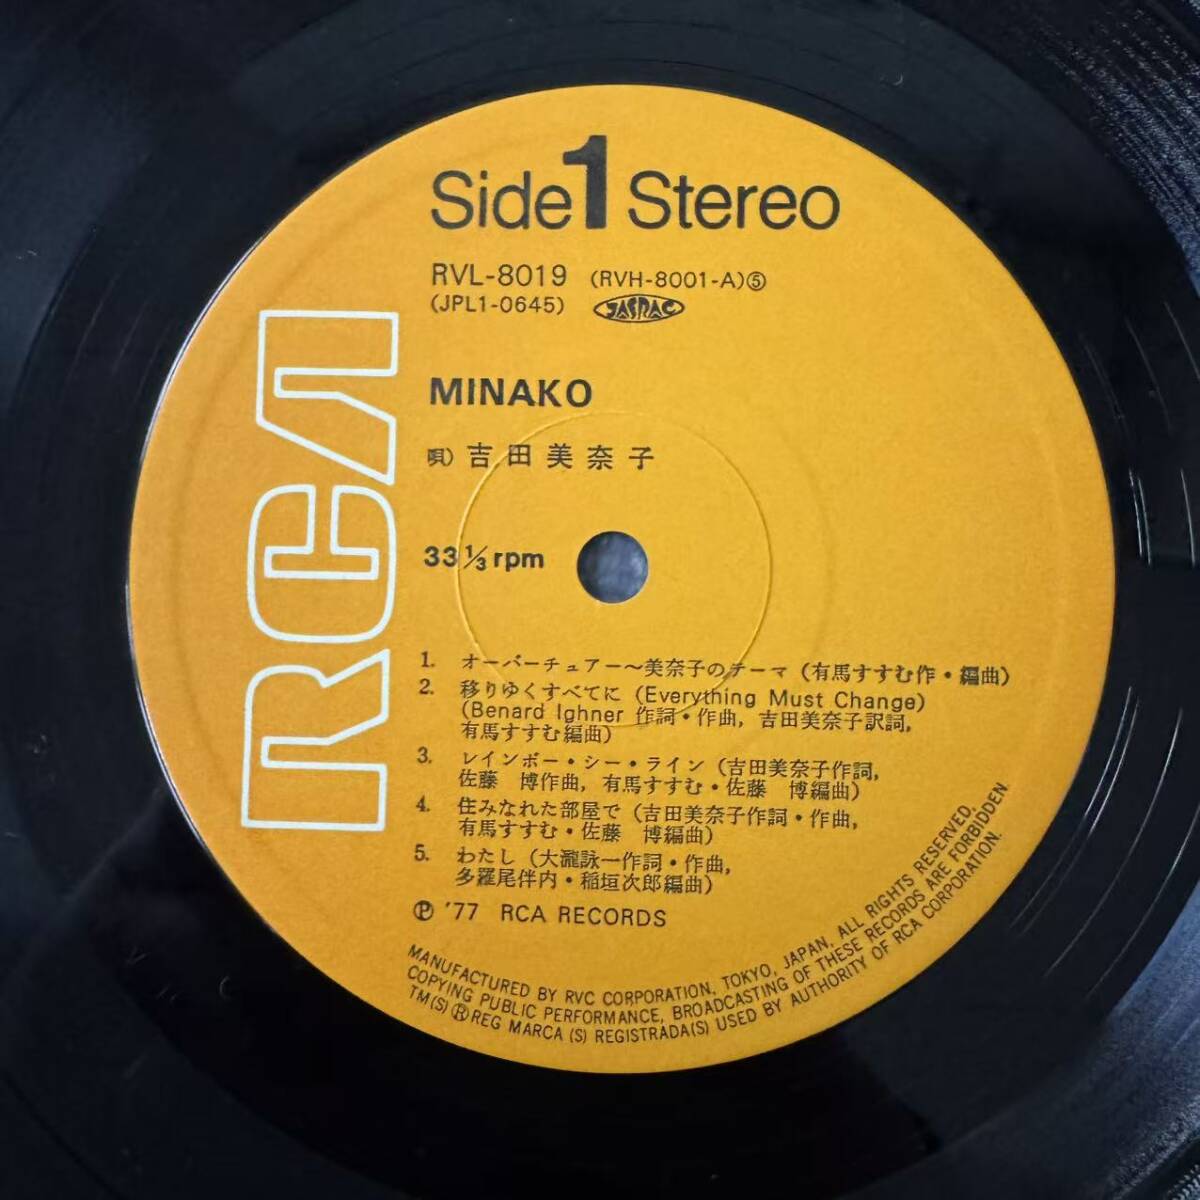 Side 1 Stereo
RVL-8019 (RVH-8001-A)⑤
(JPL1-0645) JASRAC
RCA
MINAKO
唄) 吉田美奈子
33 1/3 rpm
1. オーバーチュアー〜美奈子のテーマ (有馬すすむ作・編曲)
2. 移りゆくすべてに (Everything Must Change)
(Benard Ighner 作詞・作曲, 吉田美奈子訳詞,
有馬すすむ編曲)
3. レインボー・シー・ライン (吉田美奈子作詞,
佐藤 博作曲, 有馬すすむ・佐藤 博編曲)
4. 住みなれた部屋で (吉田美奈子作詞・作曲,
有馬すすむ・佐藤 博編曲)
5. わたし (大瀧詠一作詞・作曲,
多羅尾伴内・稲垣次郎編曲)
Ⓟ '77 RCA RECORDS
MANUFACTURED BY RVC CORPORATION, TOKYO, JAPAN, ALL RIGHTS RESERVED.
COPYING PUBLIC PERFORMANCE, BROADCASTING OF THESE RECORDS ARE FORBIDDEN.
TM(S) ® REG MARCA (S) REGISTRADA(S) USED BY AUTHORITY OF RCA CORPORATION.